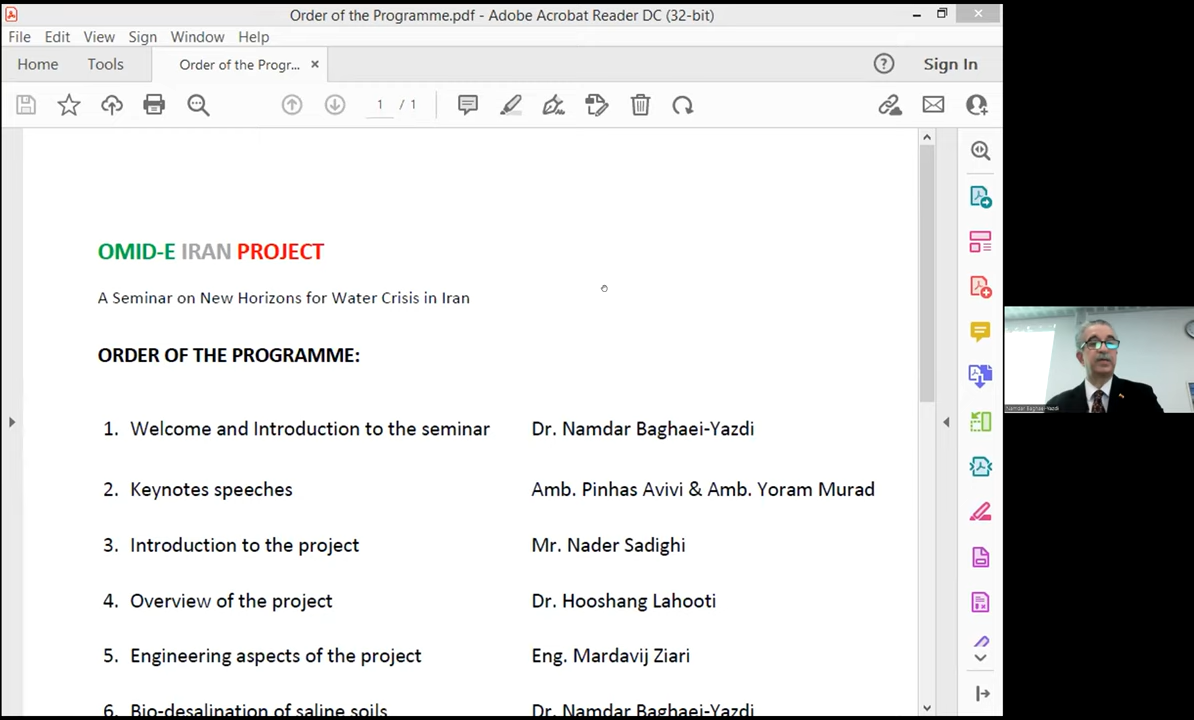 Order of the Programme.pdf - Adobe Acrobat Reader DC (32-bit)
File Edit View Sign Window Help
Home Tools Order of the Progr... × Sign In
1 / 1
OMID-E IRAN PROJECT
A Seminar on New Horizons for Water Crisis in Iran
ORDER OF THE PROGRAMME:
1. Welcome and Introduction to the seminar Dr. Namdar Baghaei-Yazdi
2. Keynotes speeches Amb. Pinhas Avivi & Amb. Yoram Murad
3. Introduction to the project Mr. Nader Sadighi
4. Overview of the project Dr. Hooshang Lahooti
5. Engineering aspects of the project Eng. Mardavij Ziari
6. Bio-desalination of saline soils Dr. Namdar Baghaei-Yazdi
Namdar Baghaei-Yazdi